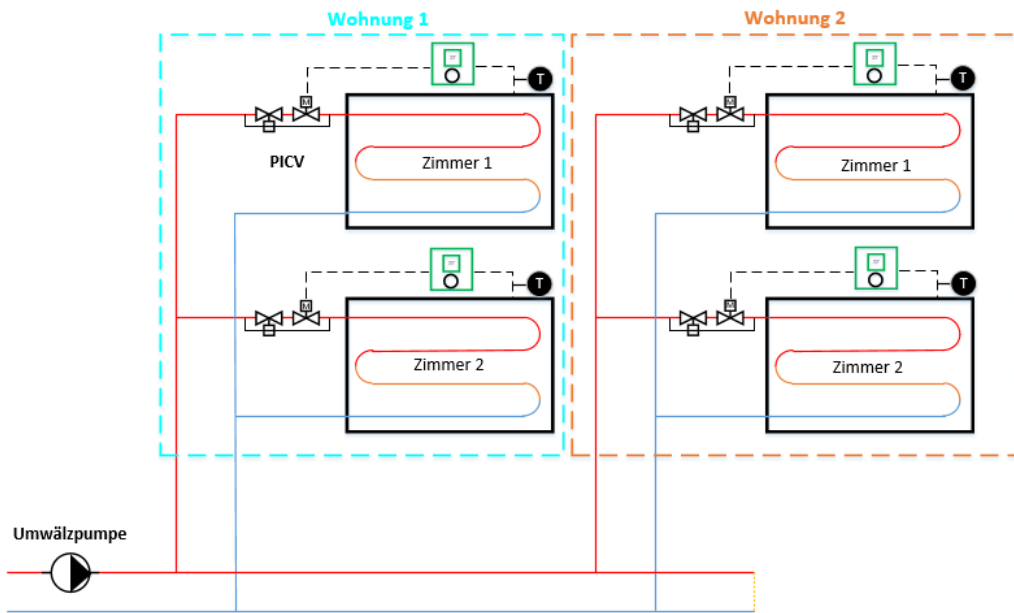 Wohnung 1
Wohnung 2
M
T
M
T
PICV
Zimmer 1
Zimmer 1
M
T
M
T
Zimmer 2
Zimmer 2
Umwälzpumpe